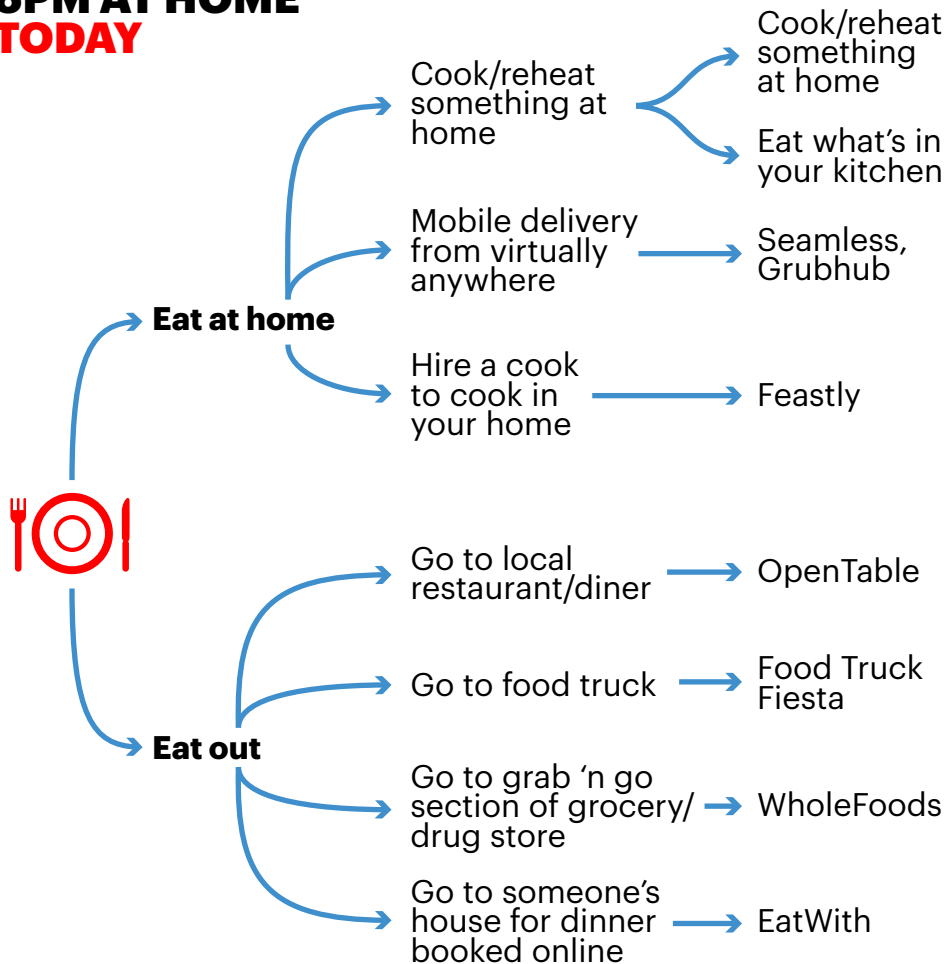 6PM AT HOME
TODAY
Cook/reheat
something at
home
Cook/reheat
something
at home
Eat what's in
your kitchen
Mobile delivery
from virtually
anywhere
Seamless,
Grubhub
Eat at home
Hire a cook
to cook in
your home
Feastly
Go to local
restaurant/diner
OpenTable
Go to food truck
Food Truck
Fiesta
Eat out
Go to grab ‘n go
section of grocery/
drug store
WholeFoods
Go to someone’s
house for dinner
booked online
EatWith